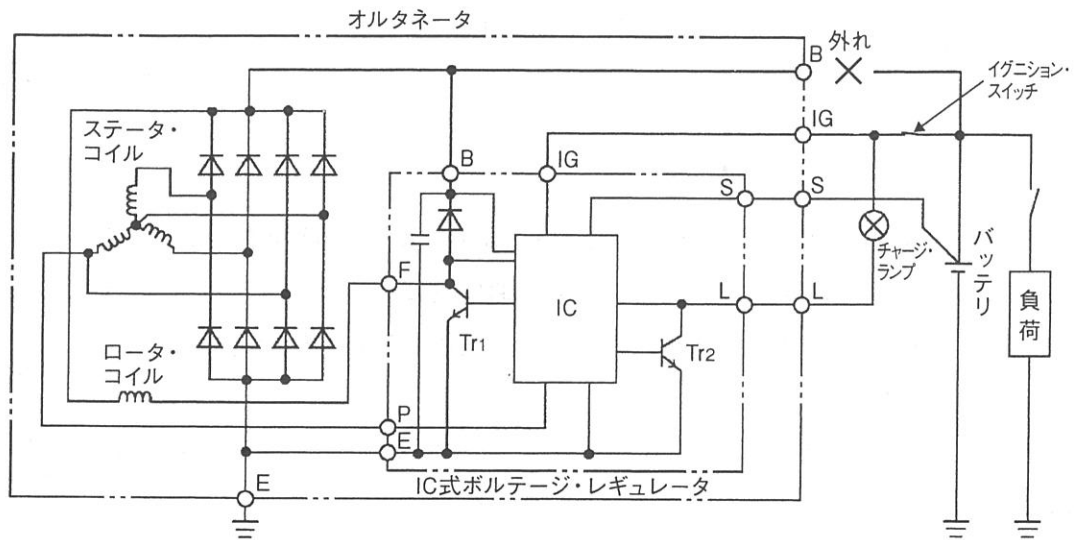 オルタネータ
B
外れ
イグニション・
スイッチ
IG
ステータ・
コイル
B
IG
S
S
チャージ・
ランプ
バッテリ
F
IC
L
L
負荷
Tr1
Tr2
ロータ・
コイル
P
E
E
IC式ボルテージ・レギュレータ